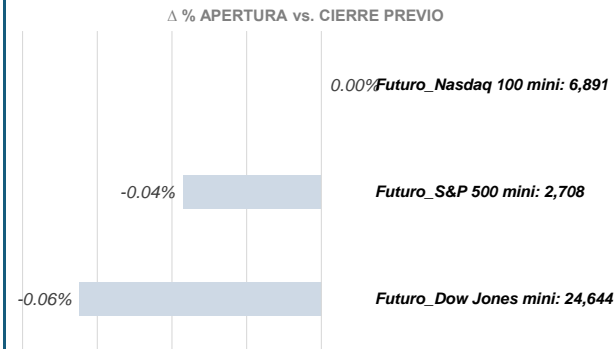 Δ % APERTURA vs. CIERRE PREVIO
0.00% Futuro_Nasdaq 100 mini: 6,891
-0.04% Futuro_S&P 500 mini: 2,708
-0.06% Futuro_Dow Jones mini: 24,644